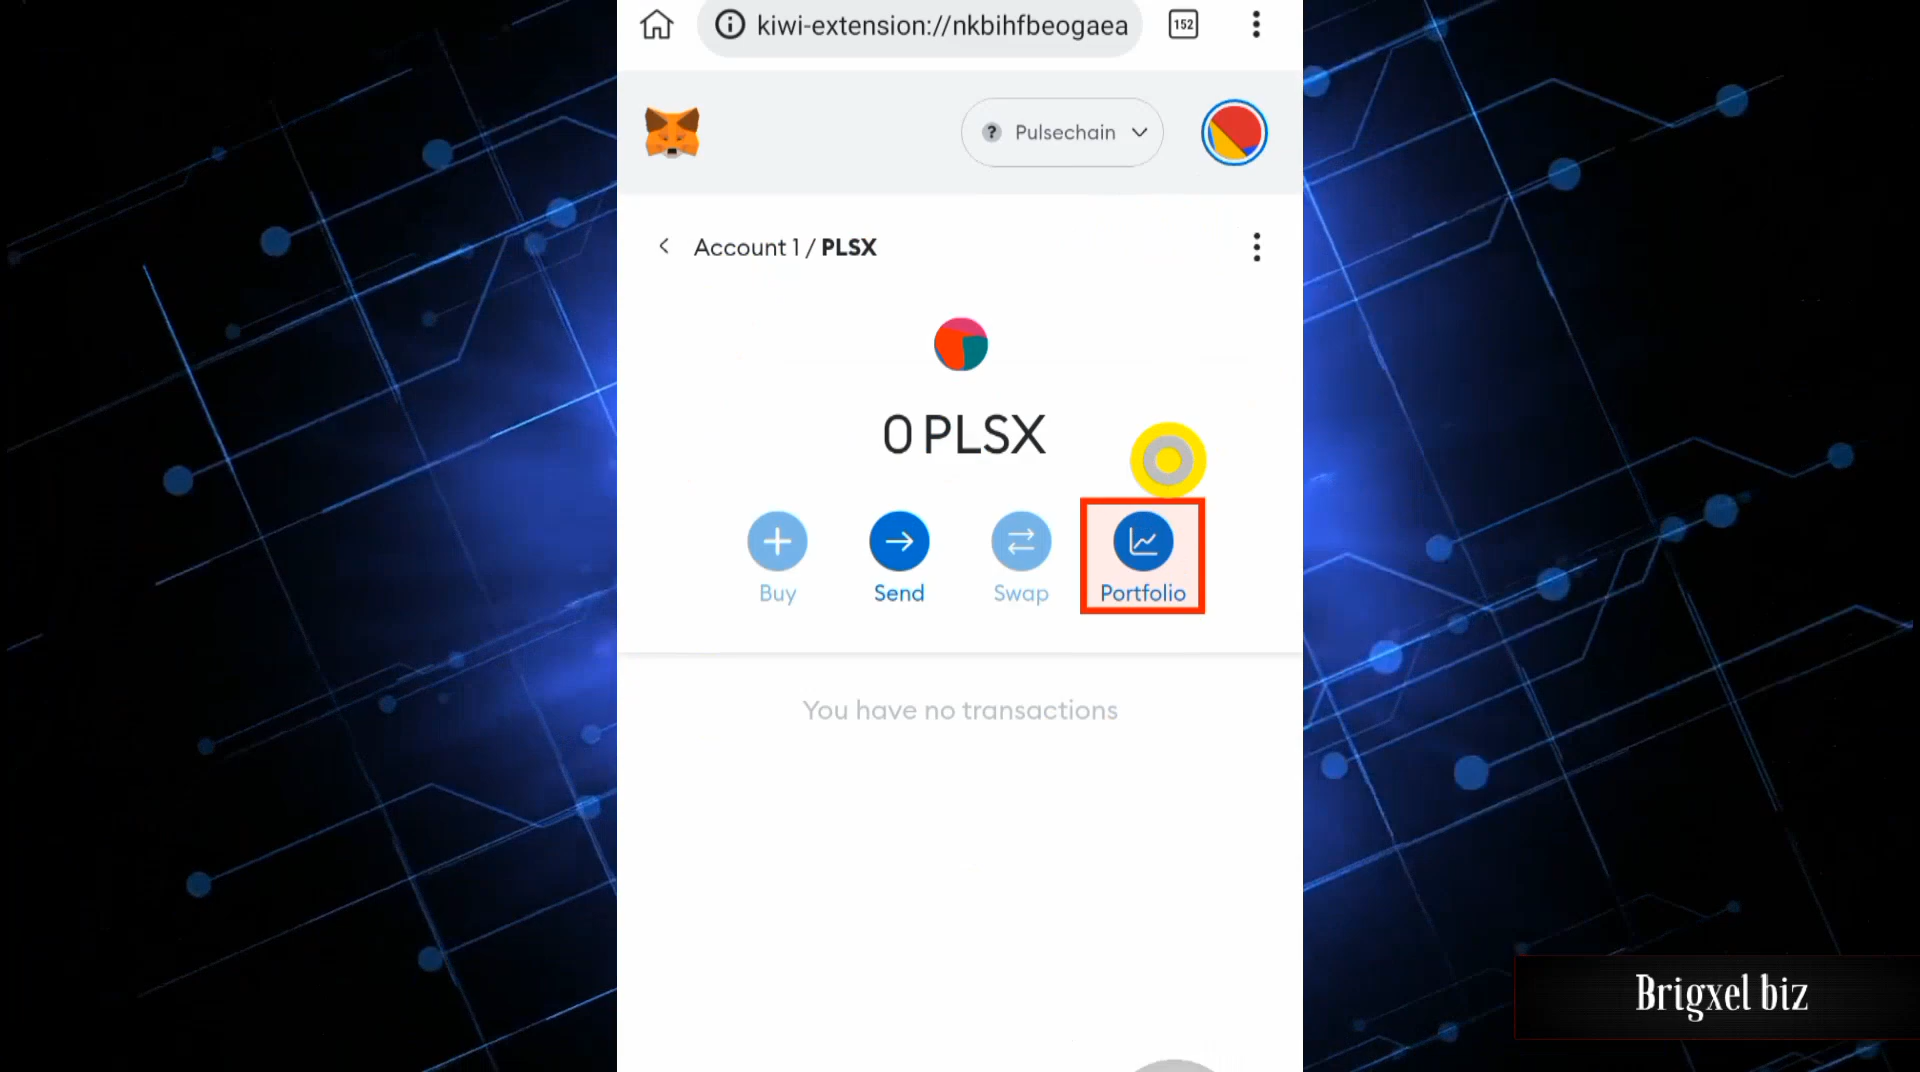 kiwi-extension://nkbihfbeogaea
152
? Pulsechain
Account 1 / PLSX
0 PLSX
Buy
Send
Swap
Portfolio
You have no transactions
Brigxel biz